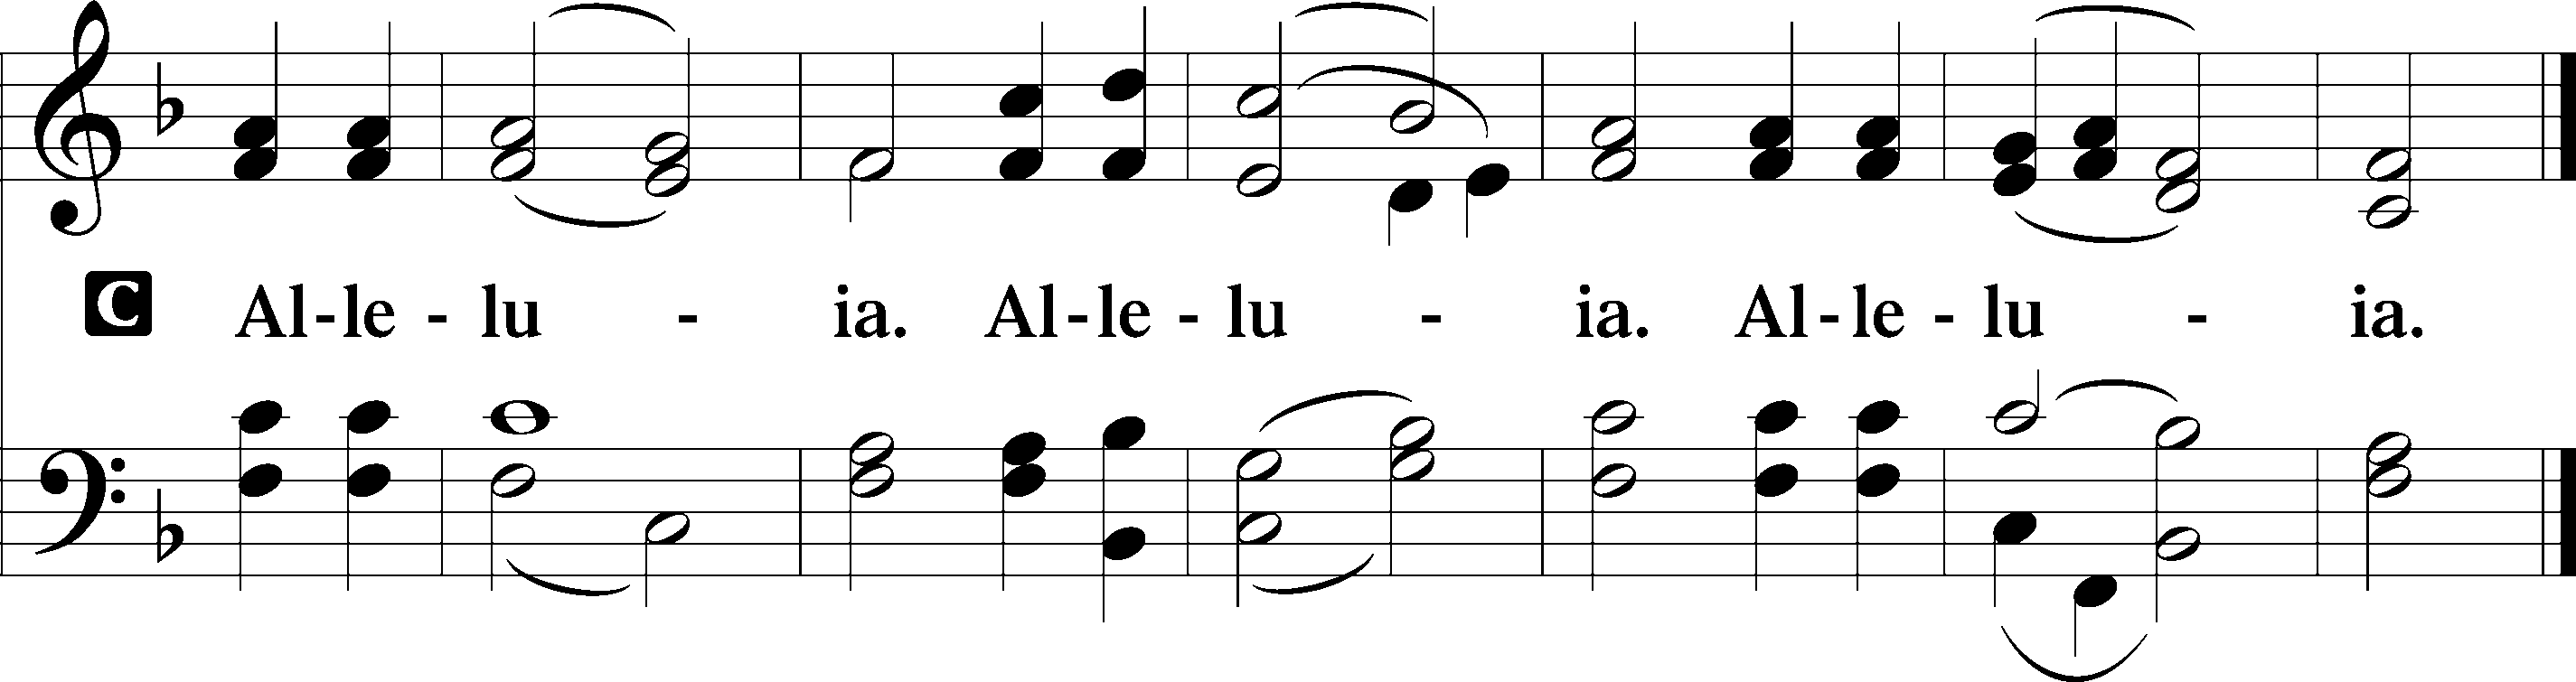 C Al-le - lu - ia. Al-le - lu - ia. Al-le - lu - ia.